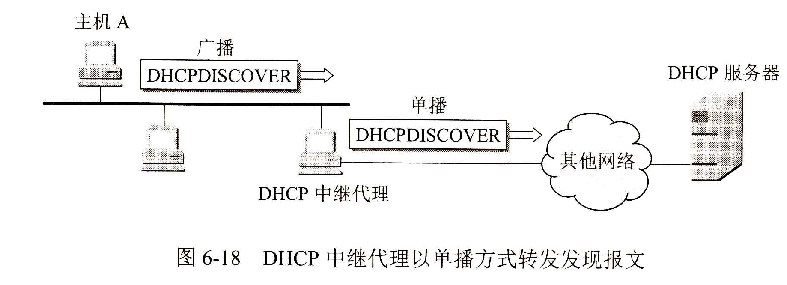 主机 A
广播
DHCPDISCOVER
单播
DHCPDISCOVER
DHCP 服务器
其他网络
DHCP 中继代理
图 6-18 DHCP 中继代理以单播方式转发发现报文